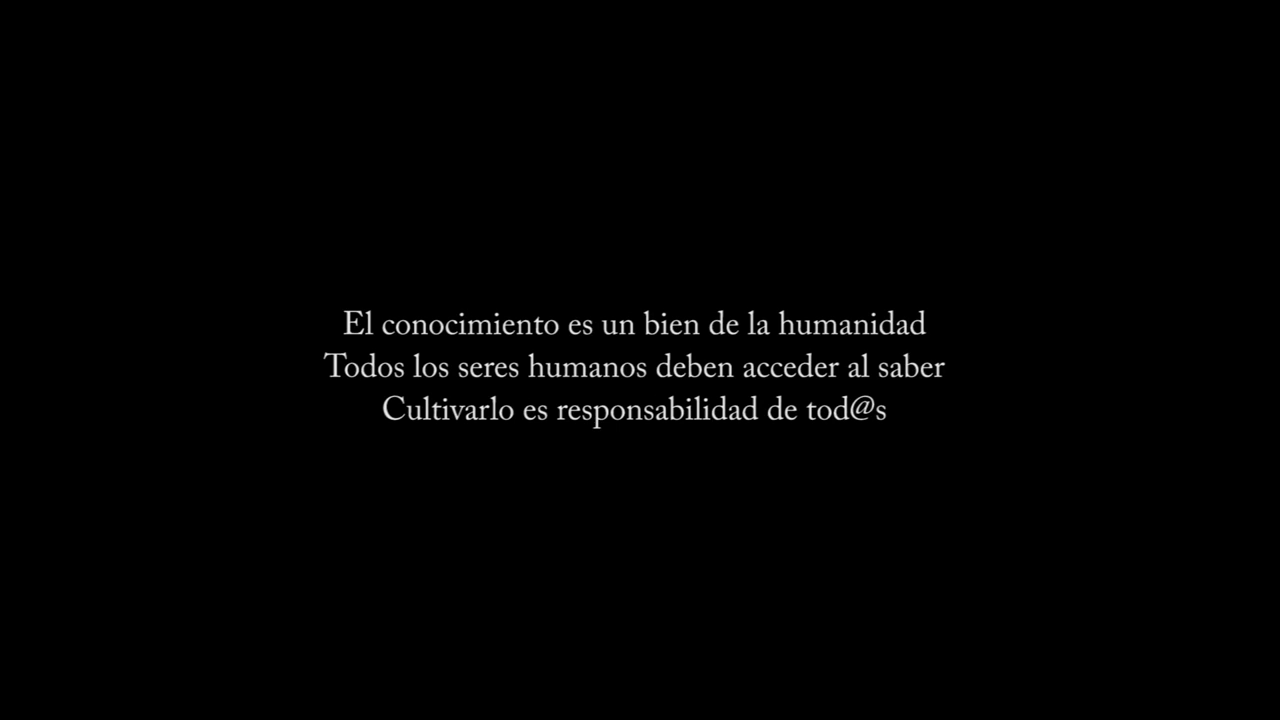 El conocimiento es un bien de la humanidad
Todos los seres humanos deben acceder al saber
Cultivarlo es responsabilidad de tod@s